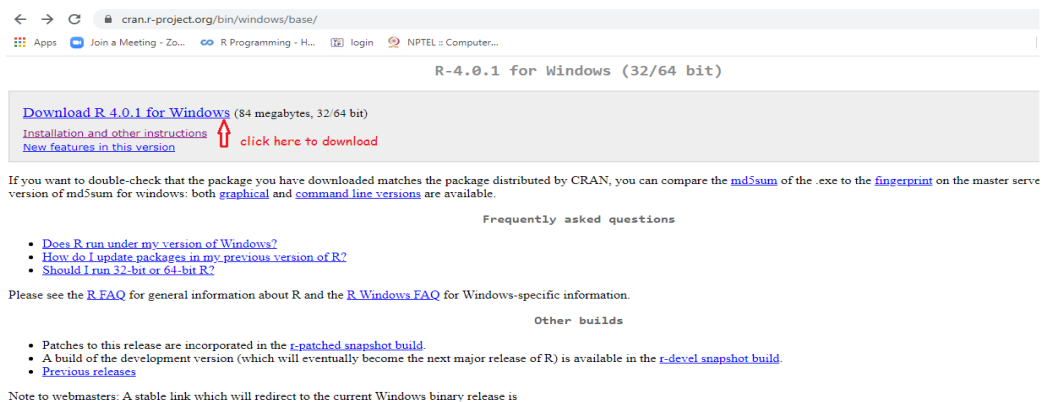 cran.r-project.org/bin/windows/base/
Apps Join a Meeting - Zo... R Programming - H... login NPTEL :: Computer...
R-4.0.1 for Windows (32/64 bit)
Download R 4.0.1 for Windows (84 megabytes, 32/64 bit)
Installation and other instructions
click here to download
New features in this version
If you want to double-check that the package you have downloaded matches the package distributed by CRAN, you can compare the md5sum of the .exe to the fingerprint on the master serve
version of md5sum for windows: both graphical and command line versions are available.
Frequently asked questions
• Does R run under my version of Windows?
• How do I update packages in my previous version of R?
• Should I run 32-bit or 64-bit R?
Please see the R FAQ for general information about R and the R Windows FAQ for Windows-specific information.
Other builds
• Patches to this release are incorporated in the r-patched snapshot build.
• A build of the development version (which will eventually become the next major release of R) is available in the r-devel snapshot build.
• Previous releases
Note to webmasters: A stable link which will redirect to the current Windows binary release is